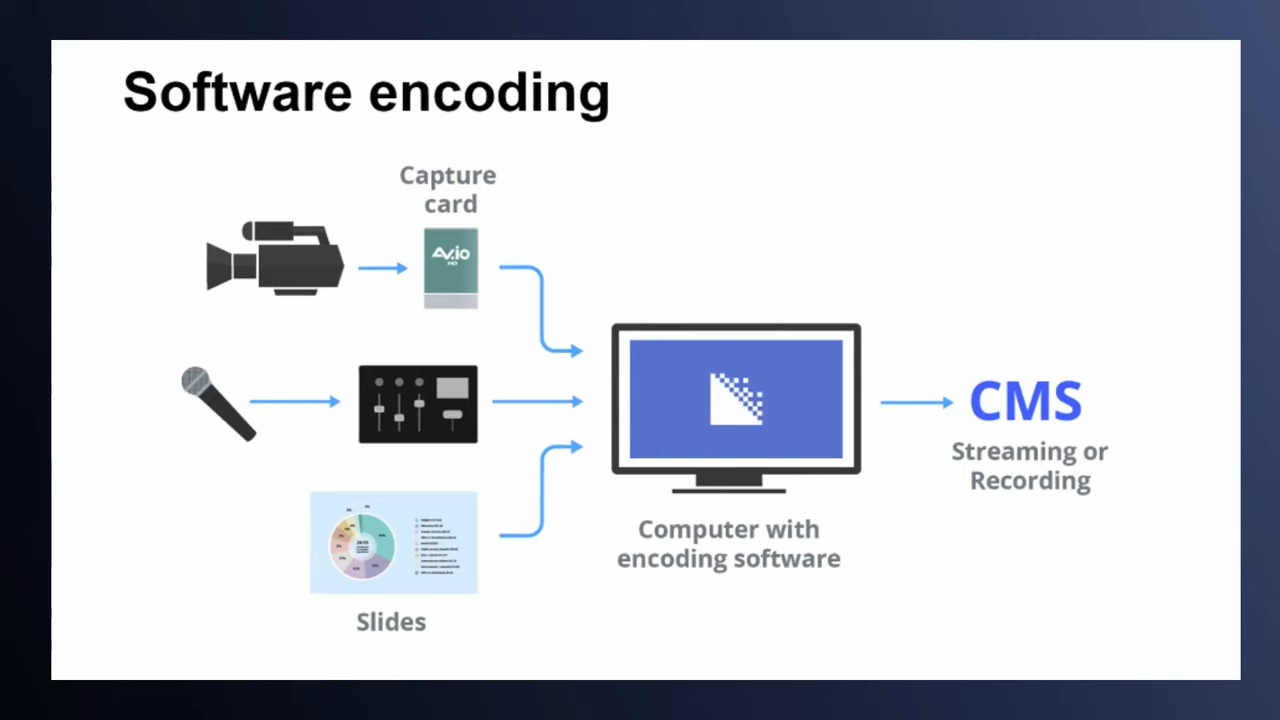 Software encoding
Capture
card
AV.io
HD
Slides
Computer with
encoding software
CMS
Streaming or
Recording